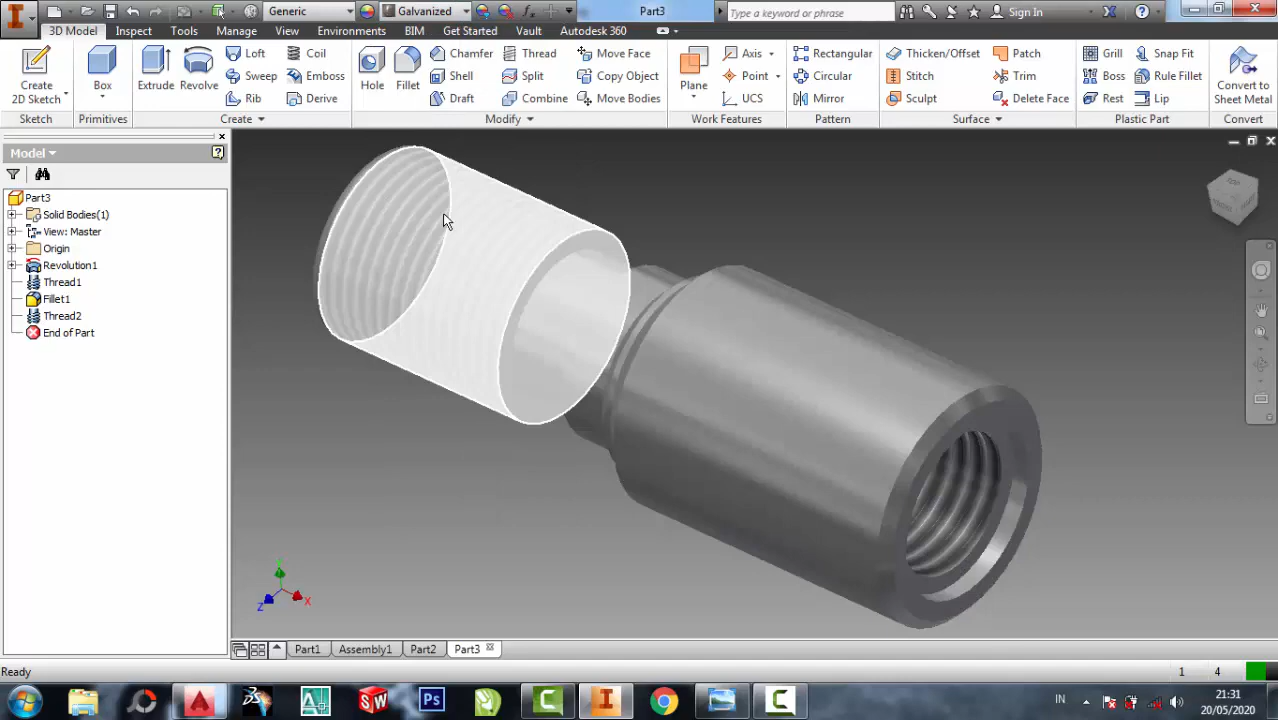 Generic
Galvanized
Part3
Type a keyword or phrase
Sign In
3D Model
Inspect
Tools
Manage
View
Environments
BIM
Get Started
Vault
Autodesk 360
Create
2D Sketch
Sketch
Box
Primitives
Extrude
Revolve
Loft
Sweep
Rib
Coil
Emboss
Derive
Create
Hole
Fillet
Chamfer
Shell
Draft
Thread
Split
Combine
Move Face
Copy Object
Move Bodies
Modify
Plane
Axis
Point
UCS
Work Features
Rectangular
Circular
Mirror
Pattern
Thicken/Offset
Stitch
Sculpt
Patch
Trim
Delete Face
Surface
Grill
Boss
Rest
Snap Fit
Rule Fillet
Lip
Plastic Part
Convert to
Sheet Metal
Convert
Model
Part3
Solid Bodies(1)
View: Master
Origin
Revolution1
Thread1
Fillet1
Thread2
End of Part
Z
X
Part1
Assembly1
Part2
Part3
Ready
1
4
IN
21:31
20/05/2020